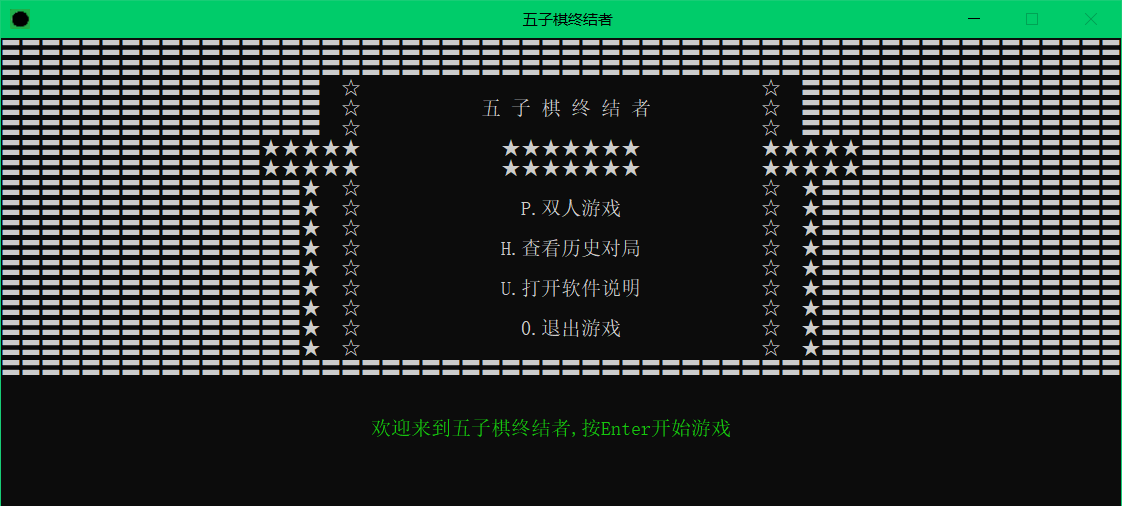 五子棋终结者
五 子 棋 终 结 者
P.双人游戏
H.查看历史对局
U.打开软件说明
0.退出游戏
欢迎来到五子棋终结者,按Enter开始游戏